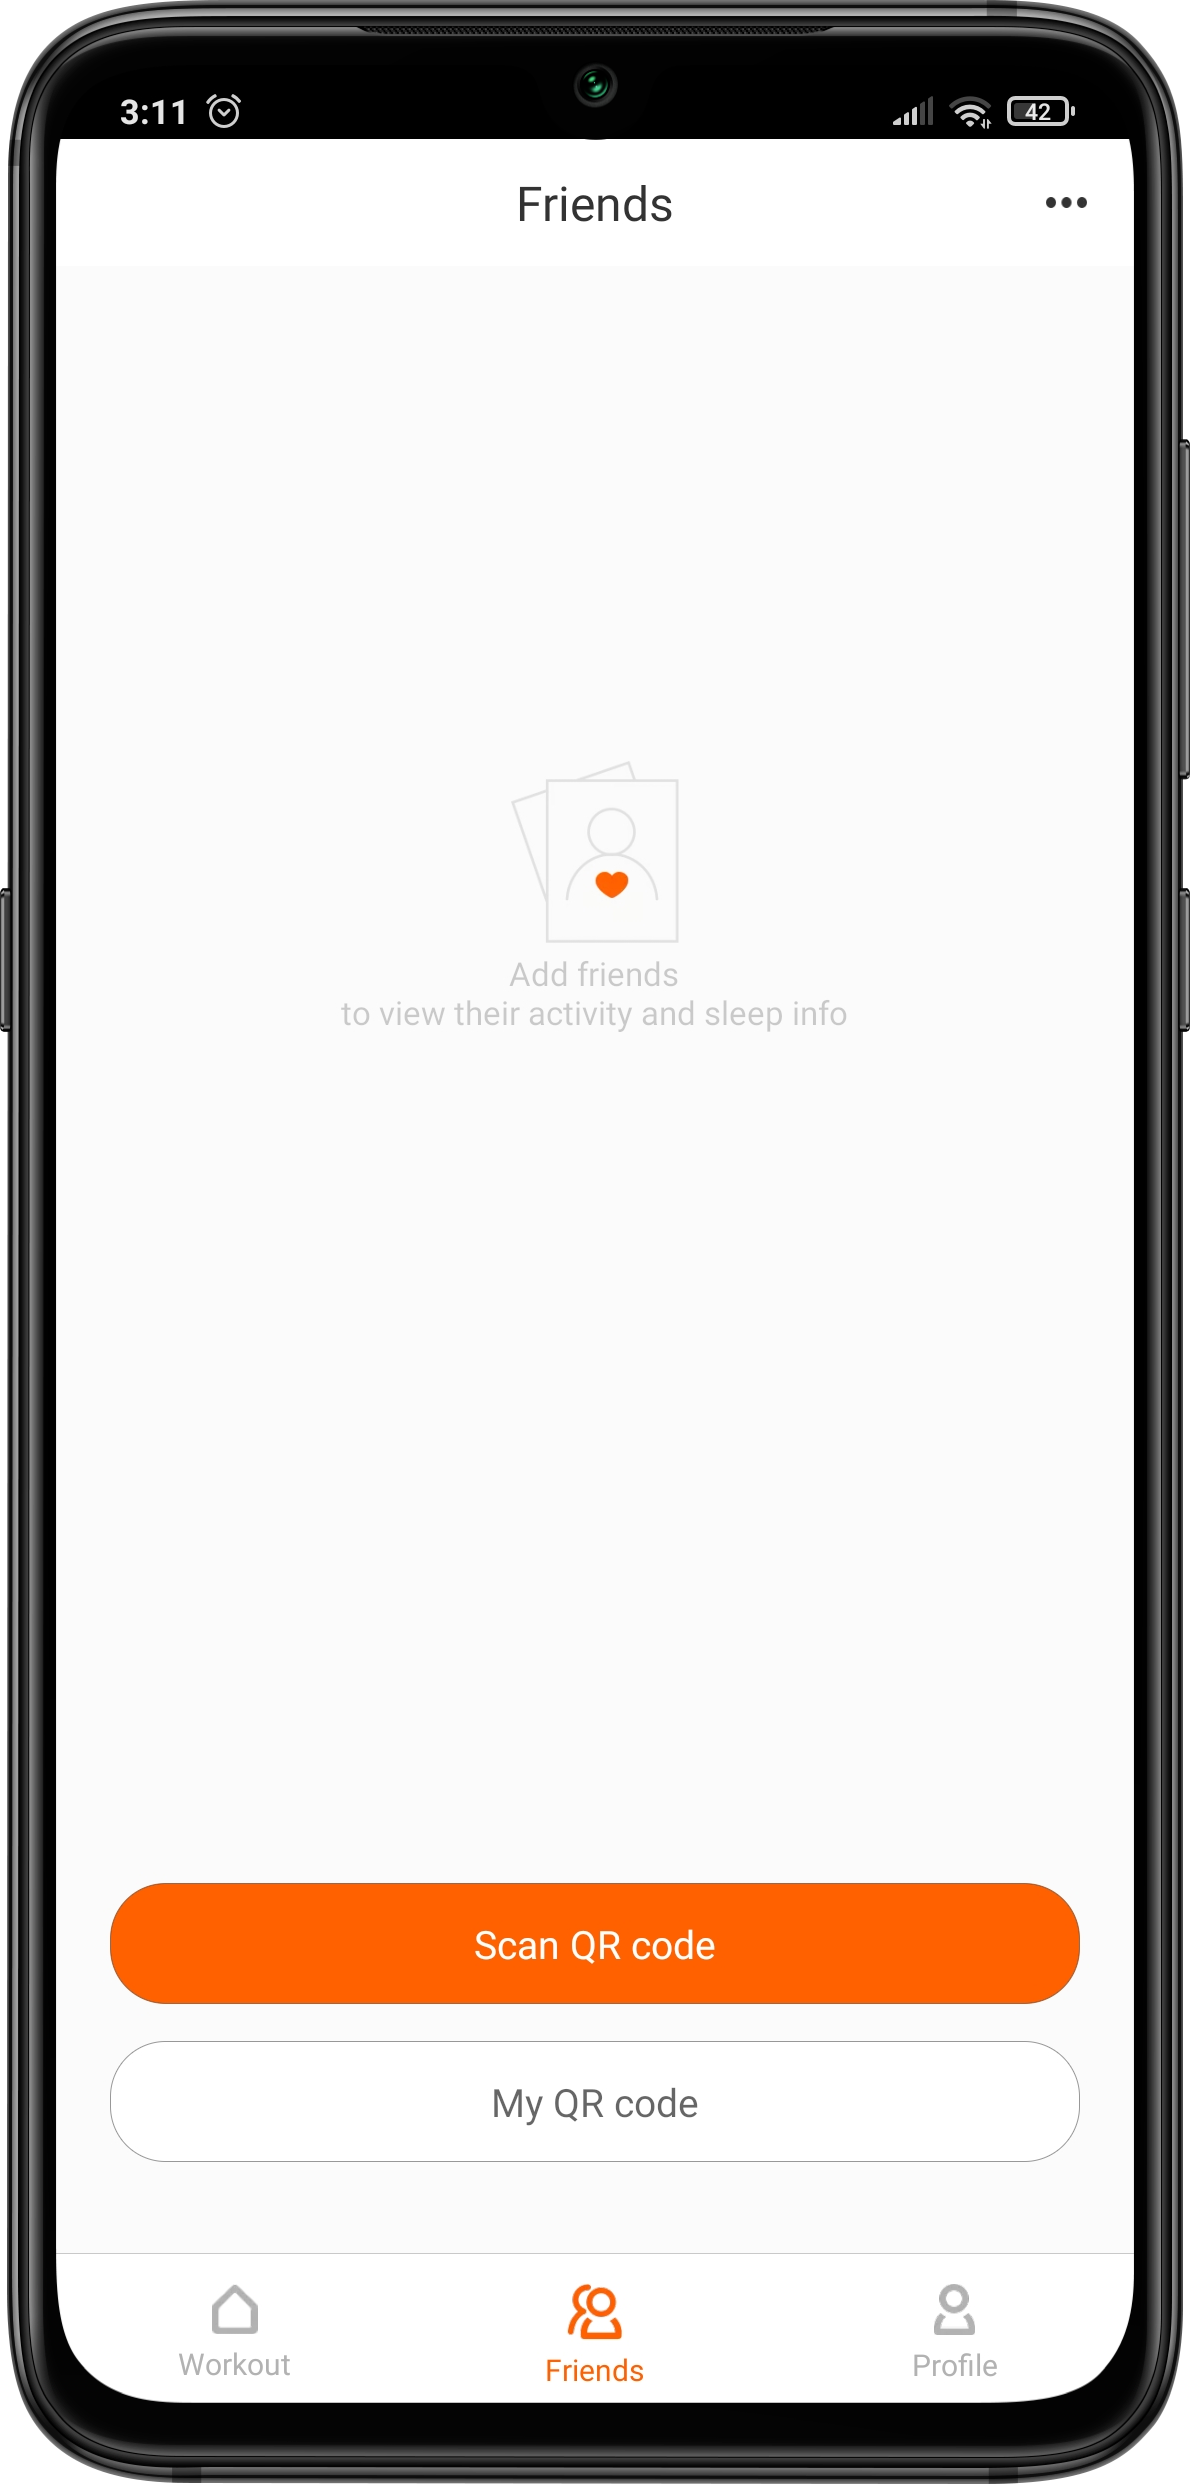 3:11
42
Friends
Add friends
to view their activity and sleep info
Scan QR code
My QR code
Workout
Friends
Profile